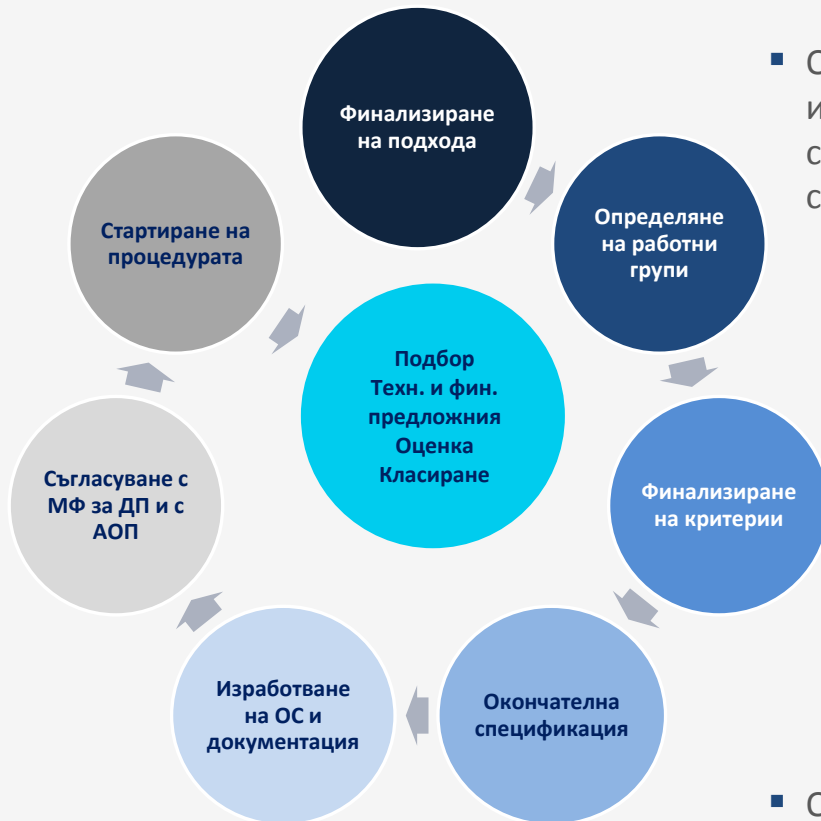 Финализиране
на подхода
Определяне
на работни
групи
Финализиране
на критерии
Окончателна
спецификация
Изработване
на ОС и
документация
Съгласуване с
МФ за ДП и с
АОП
Стартиране на
процедурата
Подбор
Техн. и фин.
предложния
Оценка
Класиране